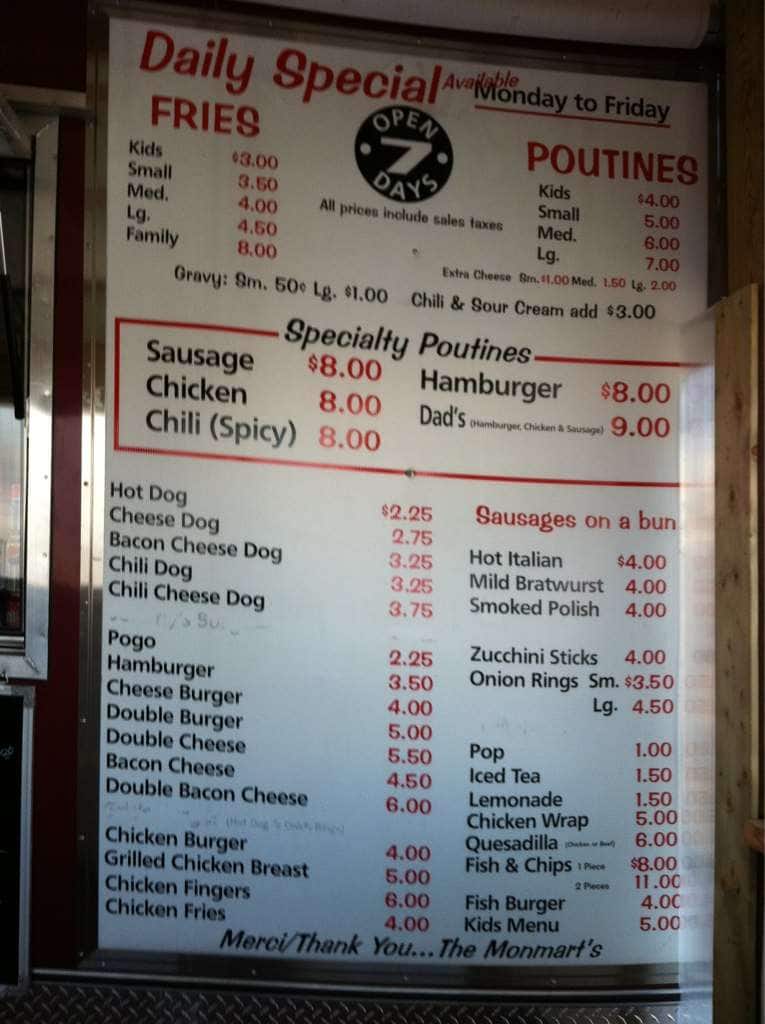 Daily Special Available Monday to Friday
FRIES
Kids $3.00
Small 3.50
Med. 4.00
Lg. 4.50
Family 8.00
OPEN
7
DAYS
All prices include sales taxes
POUTINES
Kids $4.00
Small 5.00
Med. 6.00
Lg. 7.00
Extra Cheese Sm. $1.00 Med. 1.50 Lg. 2.00
Gravy: Sm. 50¢ Lg. $1.00 Chili & Sour Cream add $3.00
Specialty Poutines
Sausage $8.00
Chicken 8.00
Chili (Spicy) 8.00
Hamburger $8.00
Dad's (Hamburger, Chicken & Sausage) 9.00
Hot Dog $2.25
Cheese Dog 2.75
Bacon Cheese Dog 3.25
Chili Dog 3.25
Chili Cheese Dog 3.75
Pogo 2.25
Hamburger 3.50
Cheese Burger 4.00
Double Burger 5.00
Double Cheese 5.50
Bacon Cheese 4.50
Double Bacon Cheese 6.00
Chicken Burger 4.00
Grilled Chicken Breast 5.00
Chicken Fingers 6.00
Chicken Fries 4.00
Sausages on a bun
Hot Italian $4.00
Mild Bratwurst 4.00
Smoked Polish 4.00
Zucchini Sticks 4.00
Onion Rings Sm. $3.50
Lg. 4.50
Pop 1.00
Iced Tea 1.50
Lemonade 1.50
Chicken Wrap 5.00
Quesadilla (Chicken or Beef) 6.00
Fish & Chips 1 Piece $8.00
2 Pieces 11.00
Fish Burger 4.00
Kids Menu 5.00
Merci/Thank You... The Monmart's